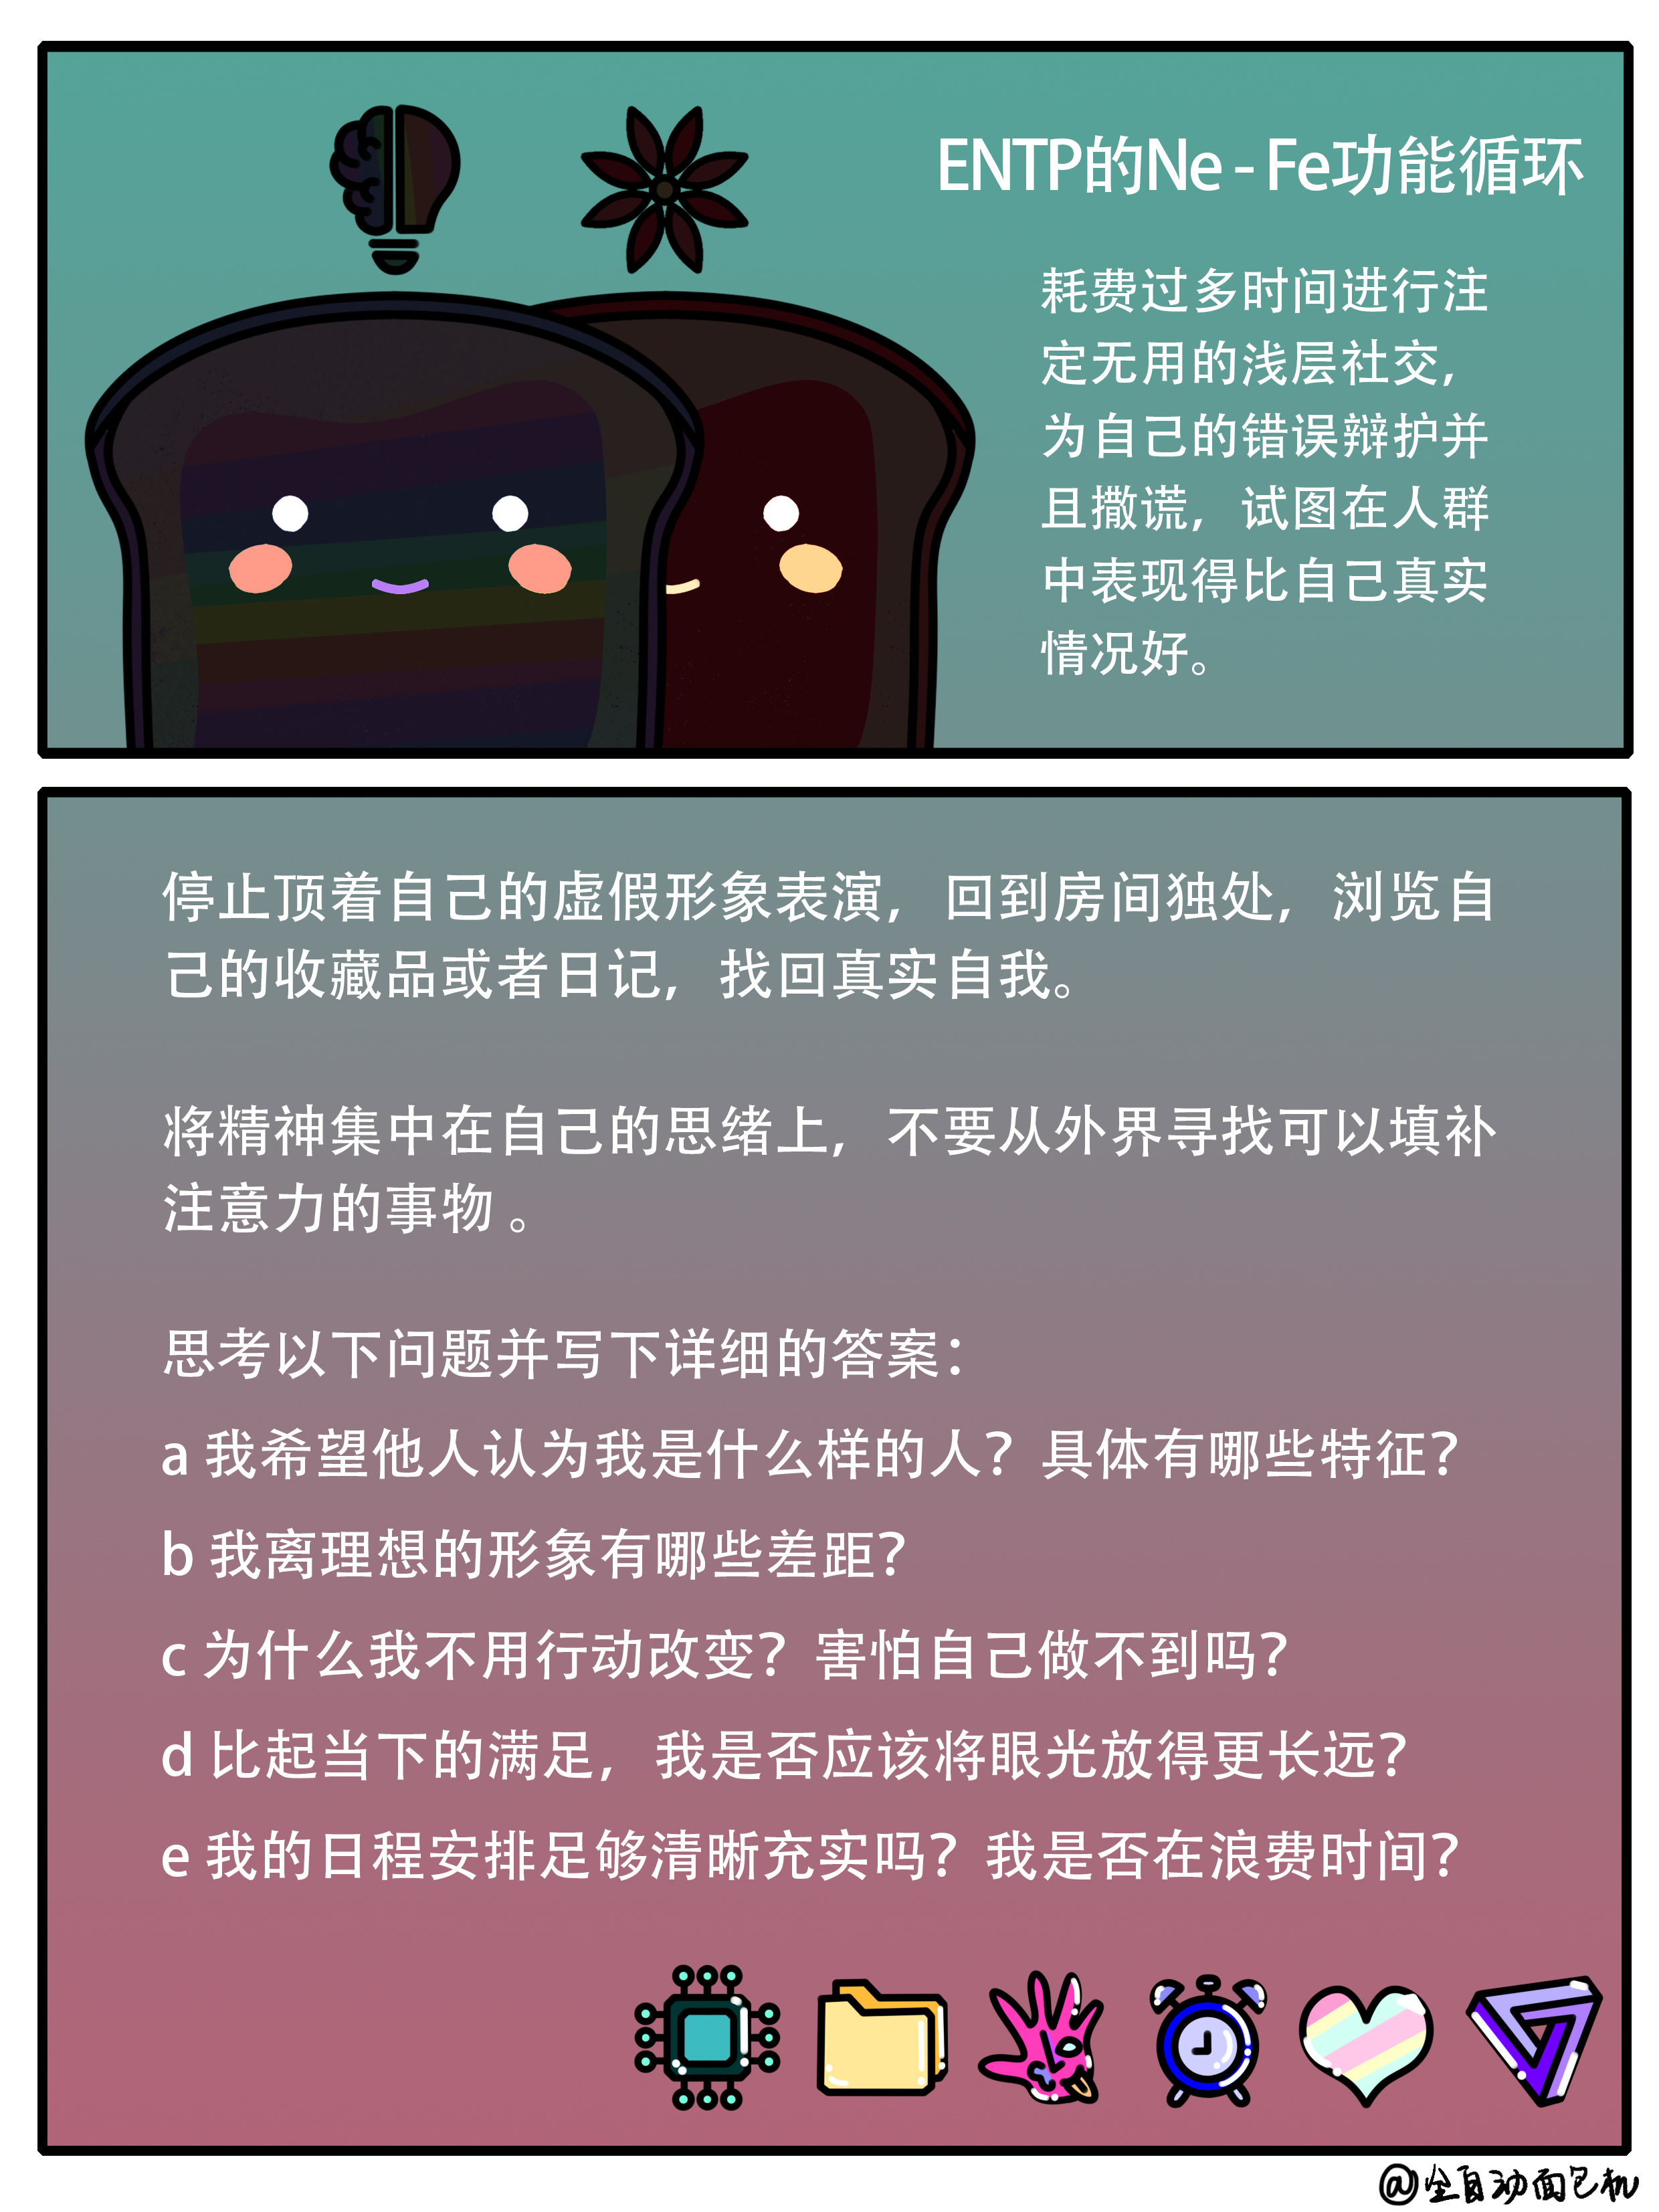 ENTP的Ne-Fe功能循环
耗费过多时间进行注
定无用的浅层社交，
为自己的错误辩护并
且撒谎，试图在人群
中表现得比自己真实
情况好。
停止顶着自己的虚假形象表演，回到房间独处，浏览自
己的收藏品或者日记，找回真实自我。
将精神集中在自己的思绪上，不要从外界寻找可以填补
注意力的事物。
思考以下问题并写下详细的答案：
a 我希望他人认为我是什么样的人？具体有哪些特征？
b 我离理想的形象有哪些差距？
c 为什么我不用行动改变？害怕自己做不到吗？
d 比起当下的满足，我是否应该将眼光放得更长远？
e 我的日程安排足够清晰充实吗？我是否在浪费时间？
@全自动面包机